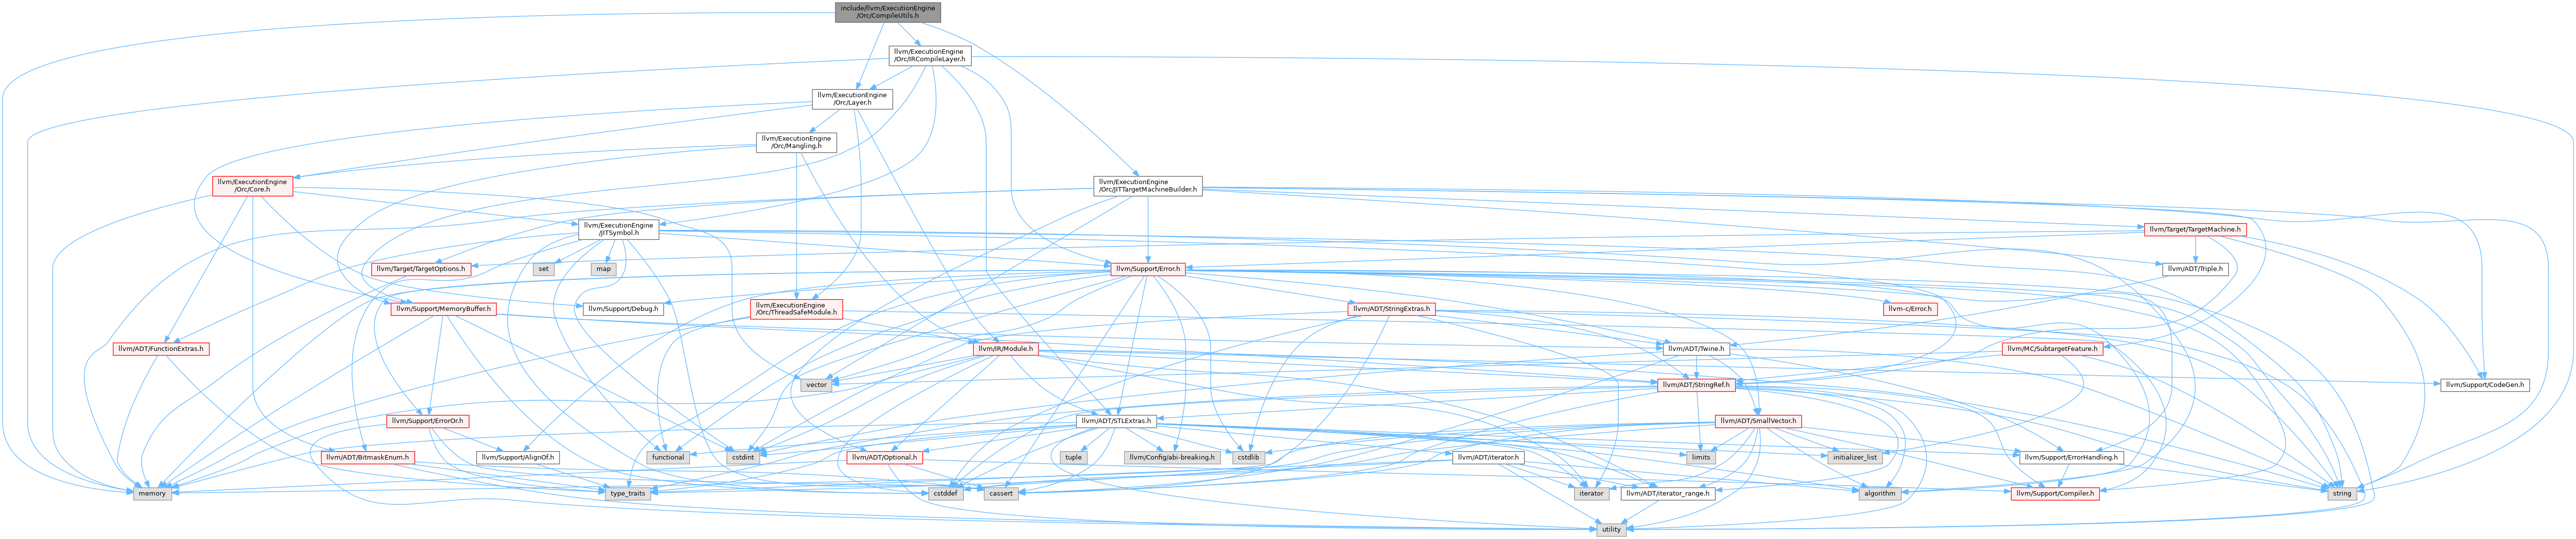 include/llvm/ExecutionEngine
/Orc/CompileUtils.h
llvm/ExecutionEngine
/Orc/IRCompileLayer.h
llvm/ExecutionEngine
/Orc/Layer.h
llvm/ExecutionEngine
/Orc/Mangling.h
llvm/ExecutionEngine
/Orc/Core.h
llvm/ExecutionEngine
/Orc/JITTargetMachineBuilder.h
llvm/ExecutionEngine
/JITSymbol.h
llvm/Target/TargetMachine.h
llvm/Target/TargetOptions.h
set
map
llvm/Support/Error.h
llvm/ADT/Triple.h
llvm/Support/MemoryBuffer.h
llvm/Support/Debug.h
llvm/ExecutionEngine
/Orc/ThreadSafeModule.h
llvm/ADT/StringExtras.h
llvm-c/Error.h
llvm/ADT/FunctionExtras.h
llvm/IR/Module.h
llvm/ADT/Twine.h
llvm/MC/SubtargetFeature.h
vector
llvm/ADT/StringRef.h
llvm/Support/CodeGen.h
llvm/Support/ErrorOr.h
llvm/ADT/STLExtras.h
llvm/ADT/SmallVector.h
llvm/ADT/BitmaskEnum.h
llvm/Support/AlignOf.h
functional
cstdint
llvm/ADT/Optional.h
tuple
llvm/Config/abi-breaking.h
cstdlib
llvm/ADT/iterator.h
limits
initializer_list
llvm/Support/ErrorHandling.h
memory
type_traits
cstddef
cassert
iterator
llvm/ADT/iterator_range.h
algorithm
llvm/Support/Compiler.h
string
utility